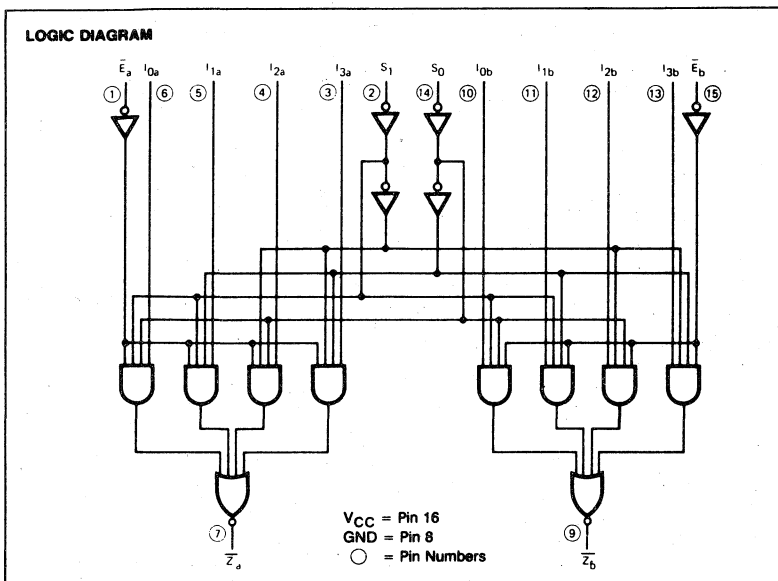 LOGIC DIAGRAM
Ēa I0a I1a I2a I3a S1 S0 I0b I1b I2b I3b Ēb
① ⑥ ⑤ ④ ③ ② ⑭ ⑩ ⑪ ⑫ ⑬ ⑮
⑦ ⑨
Z̄a Z̄b
VCC = Pin 16
GND = Pin 8
○ = Pin Numbers